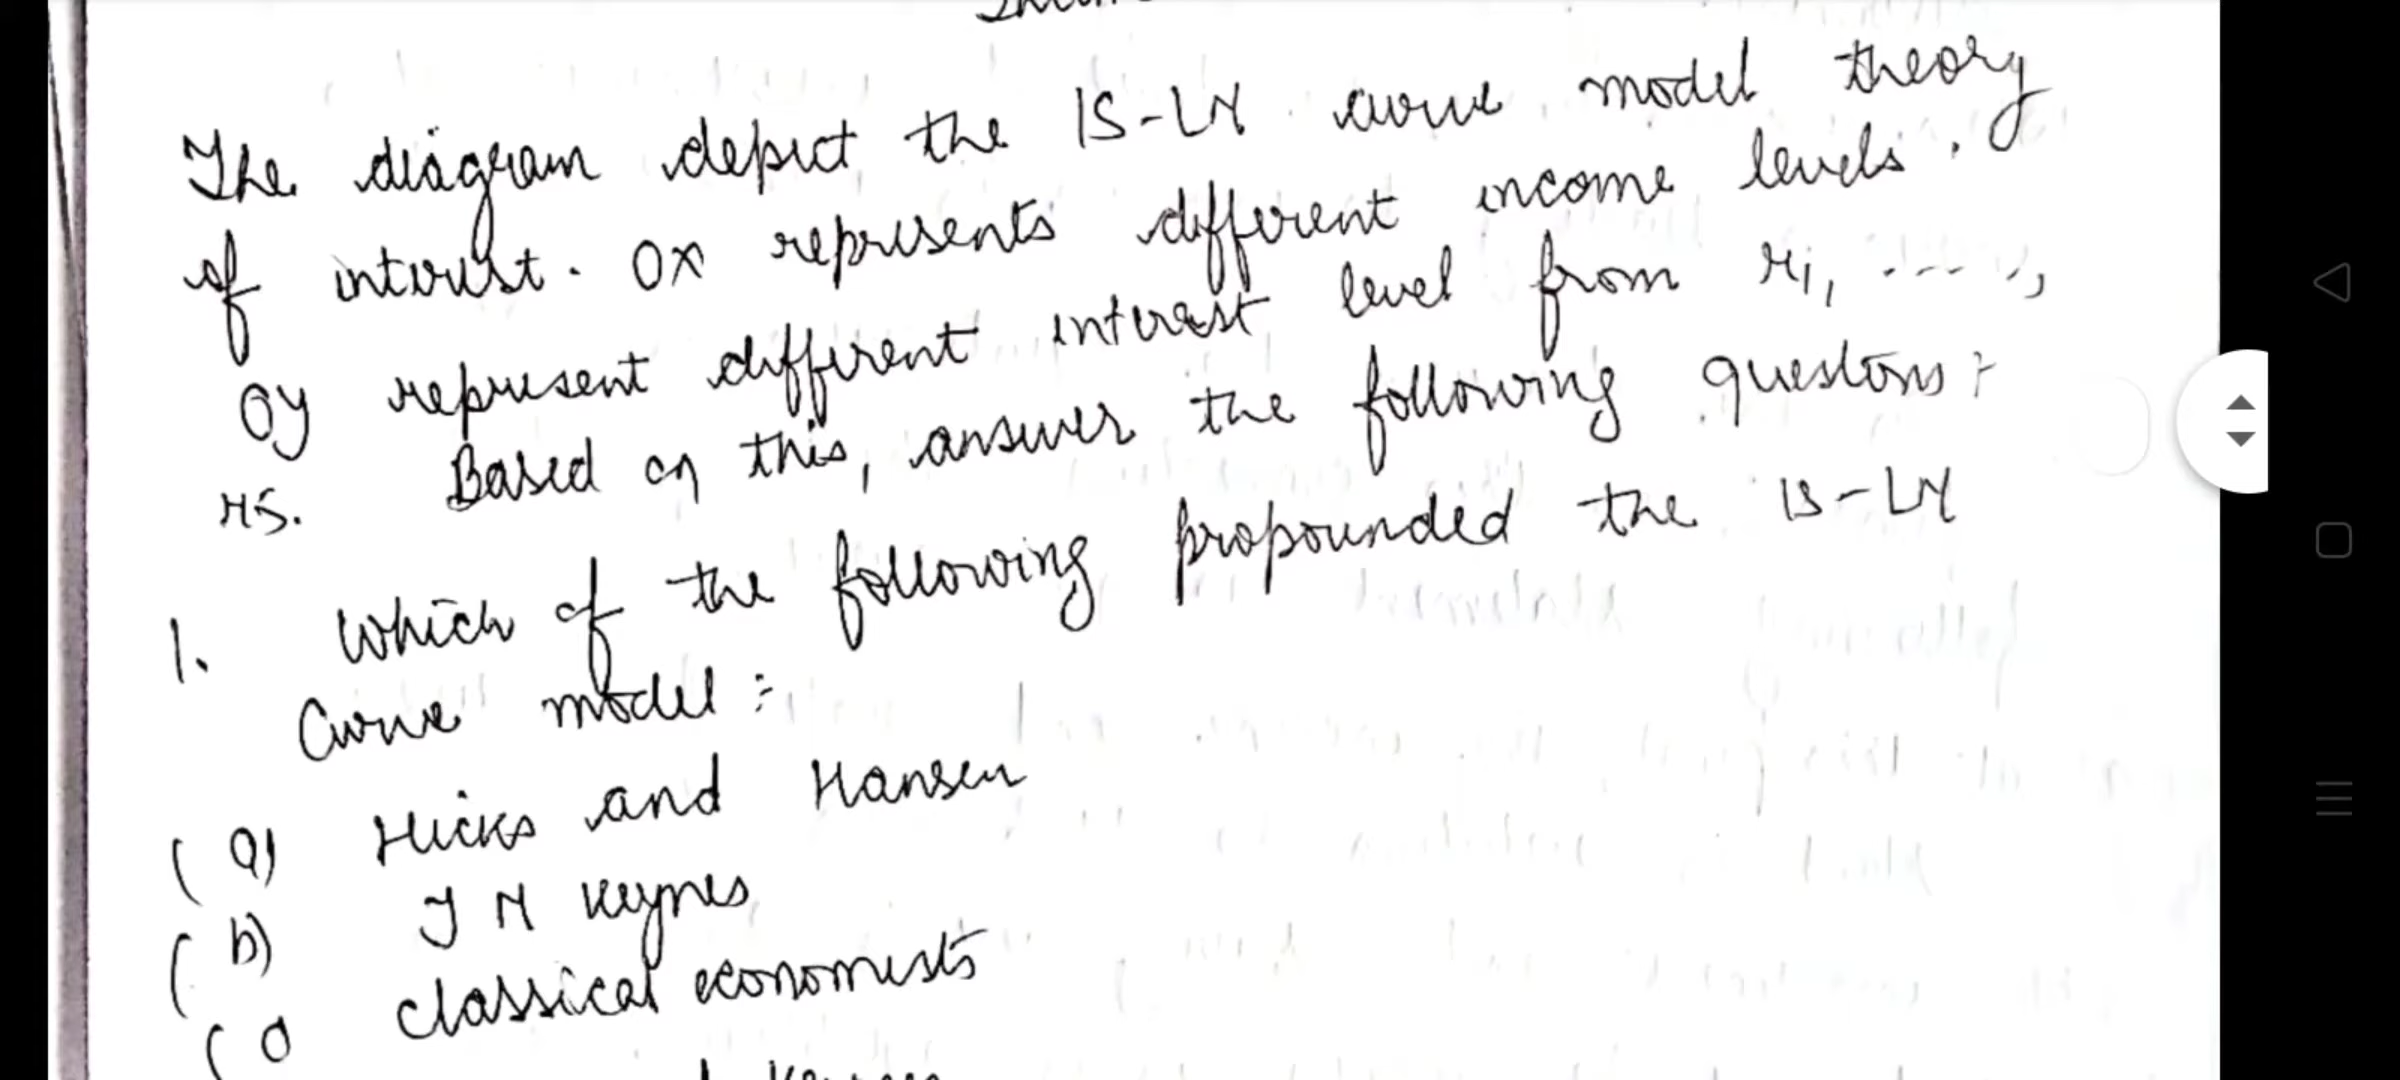 The diagram depict the IS-LM curve model theory
of interest. OX represents different income levels.
OY represent different interest level from r1, .....,
r5. Based on this, answer the following questions:-
1. Which of the following propounded the IS-LM
Curve model :-
(a) Hicks and Hansen
(b) J M Keynes
(c) classical economists